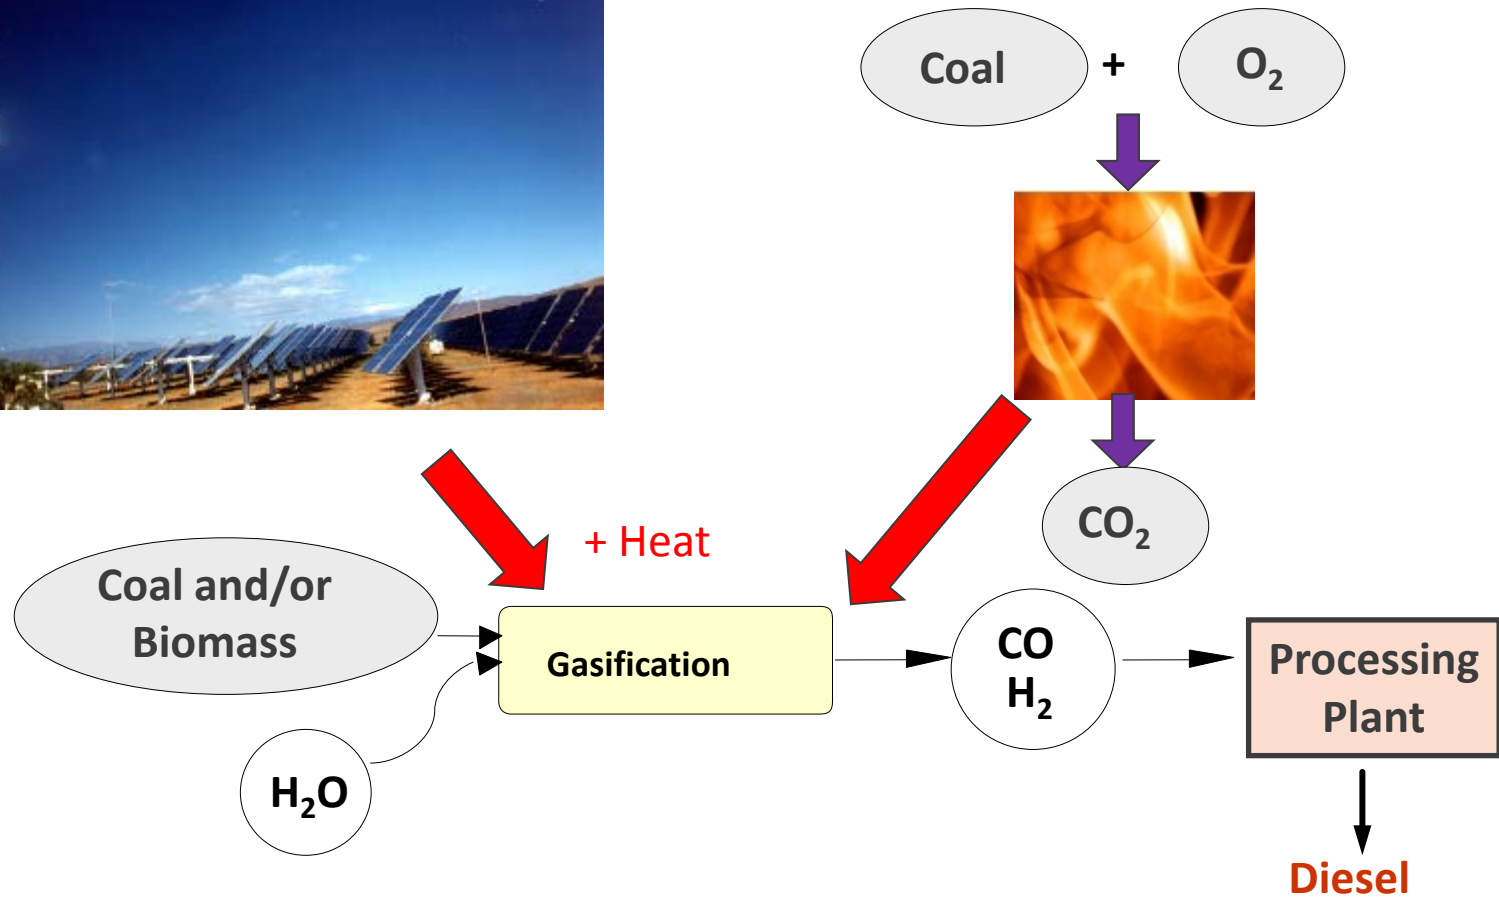 Coal + O₂
CO₂
+ Heat
Coal and/or
Biomass
Gasification
CO
H₂
Processing
Plant
H₂O
Diesel